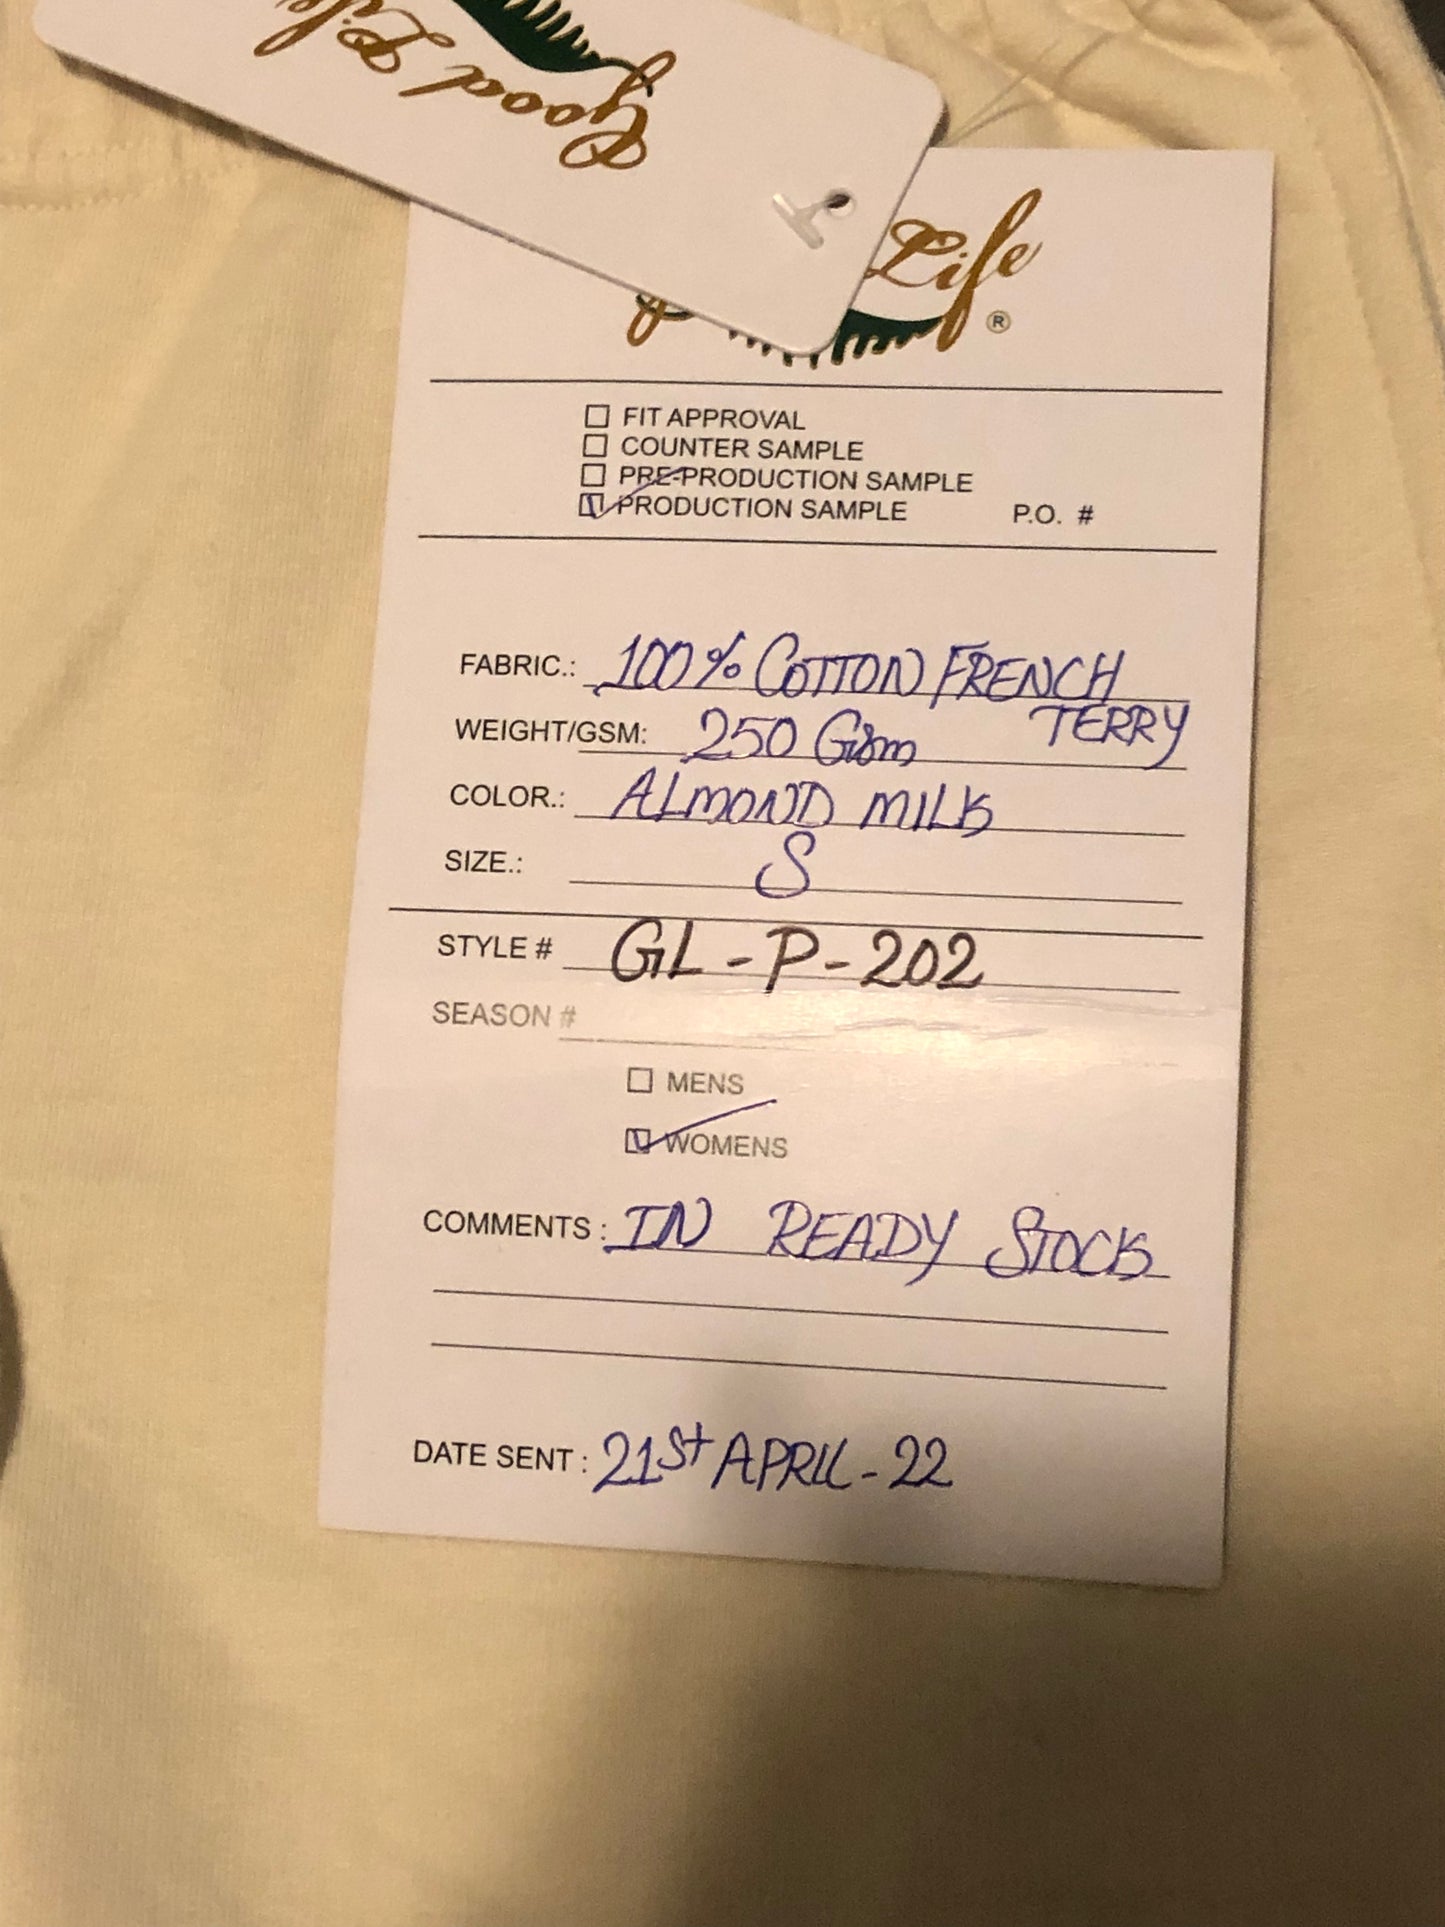 Good Life
Life
®
FIT APPROVAL
COUNTER SAMPLE
PRE-PRODUCTION SAMPLE
PRODUCTION SAMPLE P.O. #
FABRIC.: 100% COTTON FRENCH
TERRY
WEIGHT/GSM: 250 Gsm
COLOR.: ALMOND MILK
SIZE.: S
STYLE # GL-P-202
SEASON #
MENS
WOMENS
COMMENTS: IN READY STOCK
DATE SENT: 21st APRIL-22